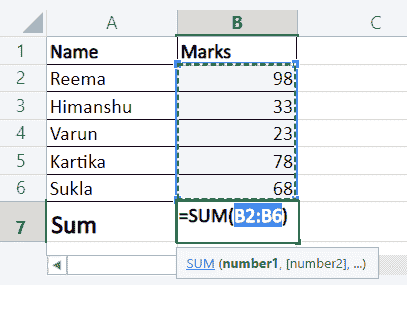 A B C
1 Name Marks
2 Reema 98
3 Himanshu 33
4 Varun 23
5 Kartika 78
6 Sukla 68
7 Sum =SUM(B2:B6)
SUM (number1, [number2], ...)